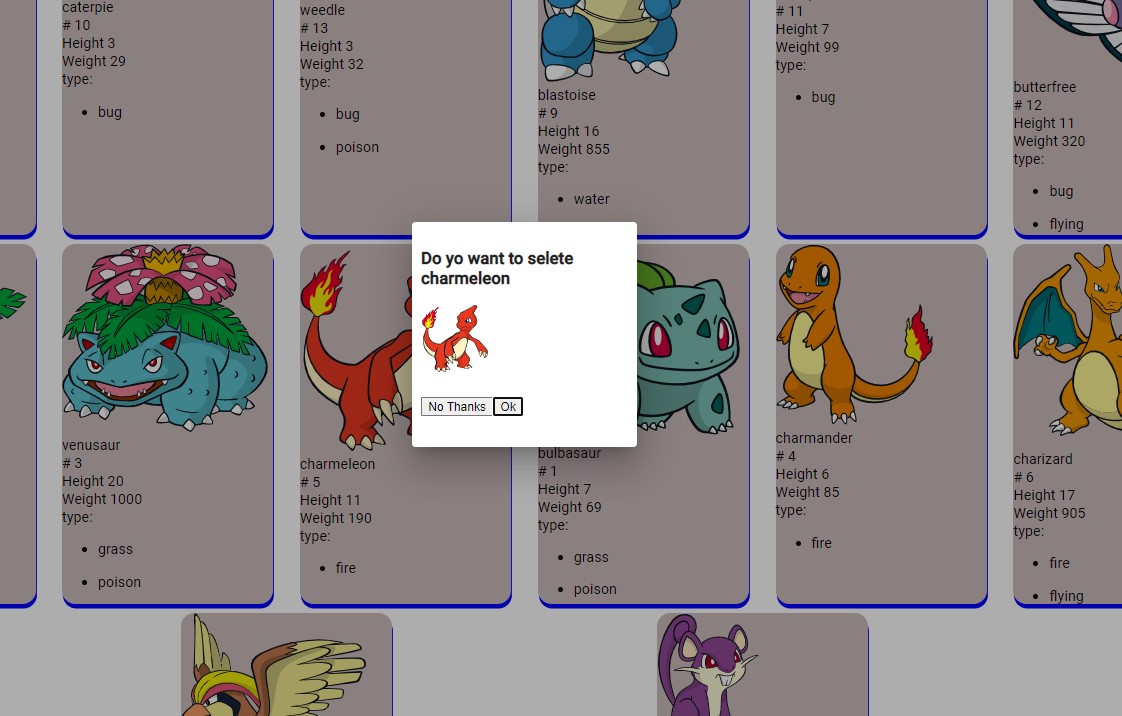 caterpie
# 10
Height 3
Weight 29
type:
• bug
weedle
# 13
Height 3
Weight 32
type:
• bug
• poison
blastoise
# 9
Height 16
Weight 855
type:
• water
# 11
Height 7
Weight 99
type:
• bug
butterfree
# 12
Height 11
Weight 320
type:
• bug
• flying
Do yo want to selete
charmeleon
No Thanks Ok
venusaur
# 3
Height 20
Weight 1000
type:
• grass
• poison
charmeleon
# 5
Height 11
Weight 190
type:
• fire
bulbasaur
# 1
Height 7
Weight 69
type:
• grass
• poison
charmander
# 4
Height 6
Weight 85
type:
• fire
charizard
# 6
Height 17
Weight 905
type:
• fire
• flying